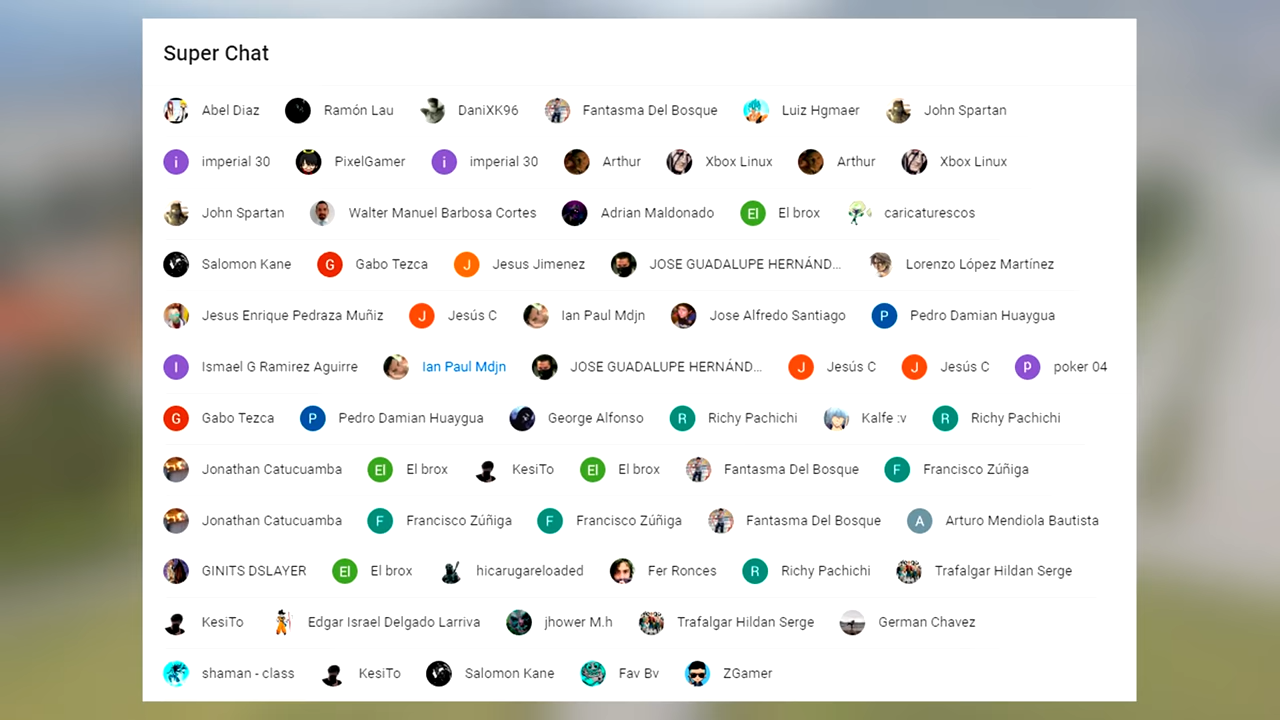 Super Chat
Abel Diaz Ramón Lau DaniXK96 Fantasma Del Bosque Luiz Hgmaer John Spartan
i imperial 30 PixelGamer i imperial 30 Arthur Xbox Linux Arthur Xbox Linux
John Spartan Walter Manuel Barbosa Cortes Adrian Maldonado El El brox caricaturescos
Salomon Kane G Gabo Tezca J Jesus Jimenez JOSE GUADALUPE HERNÁND... Lorenzo López Martínez
Jesus Enrique Pedraza Muñiz J Jesús C Ian Paul Mdjn Jose Alfredo Santiago P Pedro Damian Huaygua
I Ismael G Ramirez Aguirre Ian Paul Mdjn JOSE GUADALUPE HERNÁND... J Jesús C J Jesús C p poker 04
G Gabo Tezca P Pedro Damian Huaygua George Alfonso R Richy Pachichi Kalfe :v R Richy Pachichi
Jonathan Catucuamba El El brox KesiTo El El brox Fantasma Del Bosque F Francisco Zúñiga
Jonathan Catucuamba F Francisco Zúñiga F Francisco Zúñiga Fantasma Del Bosque A Arturo Mendiola Bautista
GINITS DSLAYER El El brox hicarugareloaded Fer Ronces R Richy Pachichi Trafalgar Hildan Serge
KesiTo Edgar Israel Delgado Larriva jhower M.h Trafalgar Hildan Serge German Chavez
shaman - class KesiTo Salomon Kane Fav Bv ZGamer